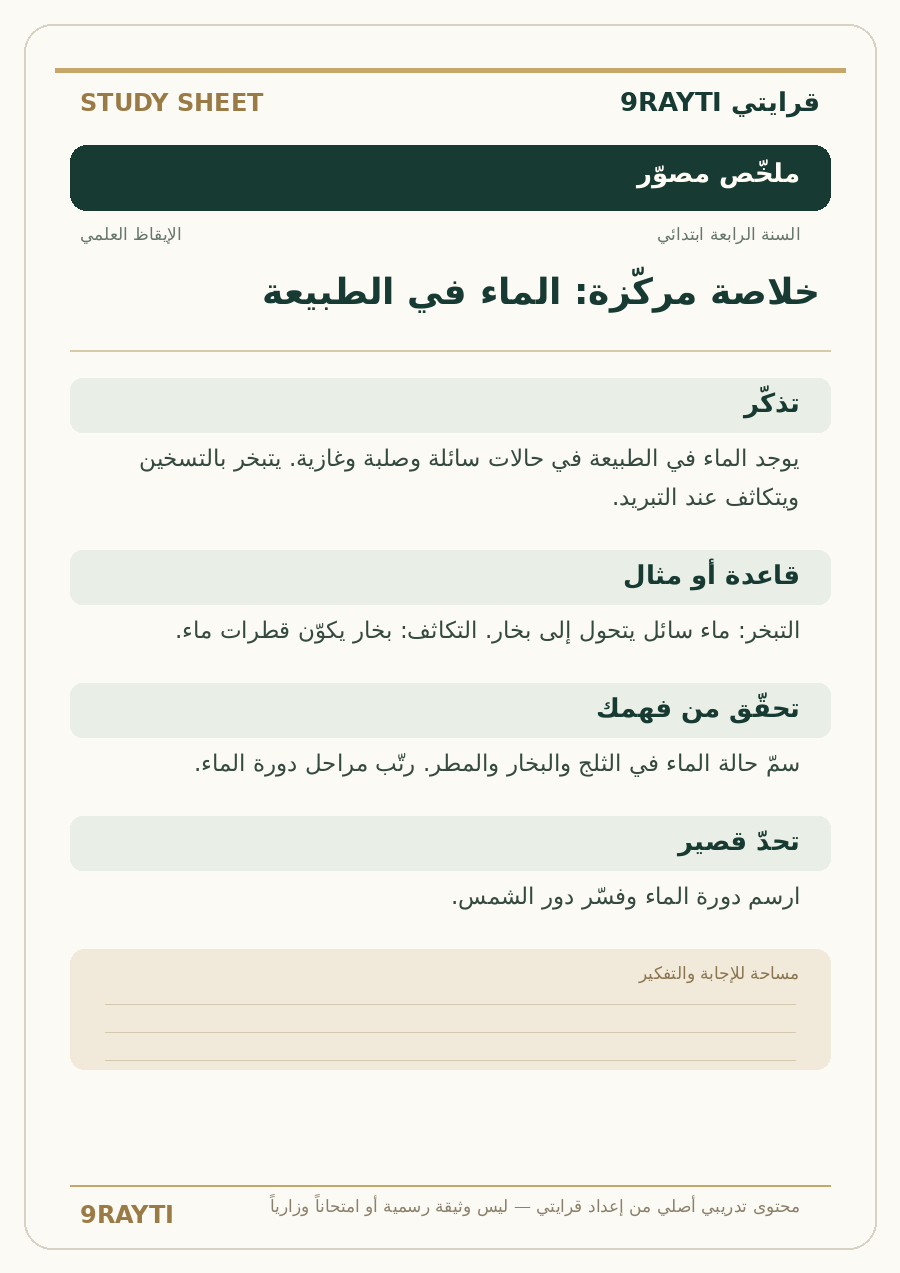 قرايتي 9RAYTI
STUDY SHEET
ملخّص مصوّر
السنة الرابعة ابتدائي
الإيقاظ العلمي
خلاصة مركّزة: الماء في الطبيعة
تذكّر
يوجد الماء في الطبيعة في حالات سائلة وصلبة وغازية. يتبخر بالتسخين
ويتكاثف عند التبريد.
قاعدة أو مثال
التبخر: ماء سائل يتحول إلى بخار. التكاثف: بخار يكوّن قطرات ماء.
تحقّق من فهمك
سمّ حالة الماء في الثلج والبخار والمطر. رتّب مراحل دورة الماء.
تحدّ قصير
ارسم دورة الماء وفسّر دور الشمس.
مساحة للإجابة والتفكير
محتوى تدريبي أصلي من إعداد قرايتي — ليس وثيقة رسمية أو امتحاناً وزارياً
9RAYTI